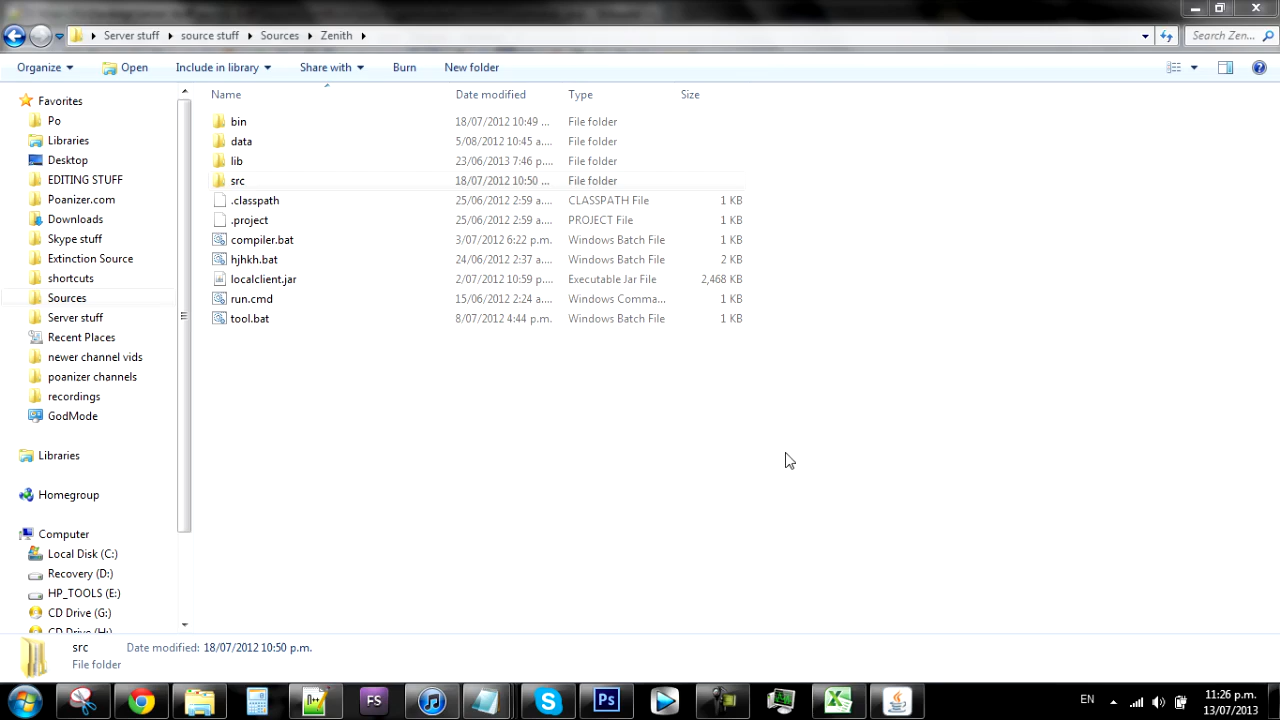 Server stuff source stuff Sources Zenith Search Zen...
Organize Open Include in library Share with Burn New folder
Name Date modified Type Size
bin 18/07/2012 10:49 ... File folder
data 5/08/2012 10:45 a.... File folder
lib 23/06/2013 7:46 p.... File folder
src 18/07/2012 10:50 ... File folder
.classpath 25/06/2012 2:59 a.... CLASSPATH File 1 KB
.project 25/06/2012 2:59 a.... PROJECT File 1 KB
compiler.bat 3/07/2012 6:22 p.m. Windows Batch File 1 KB
hjhkh.bat 24/06/2012 2:37 a.... Windows Batch File 2 KB
localclient.jar 2/07/2012 10:59 p.... Executable Jar File 2,468 KB
run.cmd 15/06/2012 2:24 a.... Windows Comma... 1 KB
tool.bat 8/07/2012 4:44 p.m. Windows Batch File 1 KB
Favorites
Po
Libraries
Desktop
EDITING STUFF
Poanizer.com
Downloads
Skype stuff
Extinction Source
shortcuts
Sources
Server stuff
Recent Places
newer channel vids
poanizer channels
recordings
GodMode
Libraries
Homegroup
Computer
Local Disk (C:)
Recovery (D:)
HP_TOOLS (E:)
CD Drive (G:)
CD Drive (H:)
src Date modified: 18/07/2012 10:50 p.m.
File folder
FS
Ps
EN
11:26 p.m.
13/07/2013